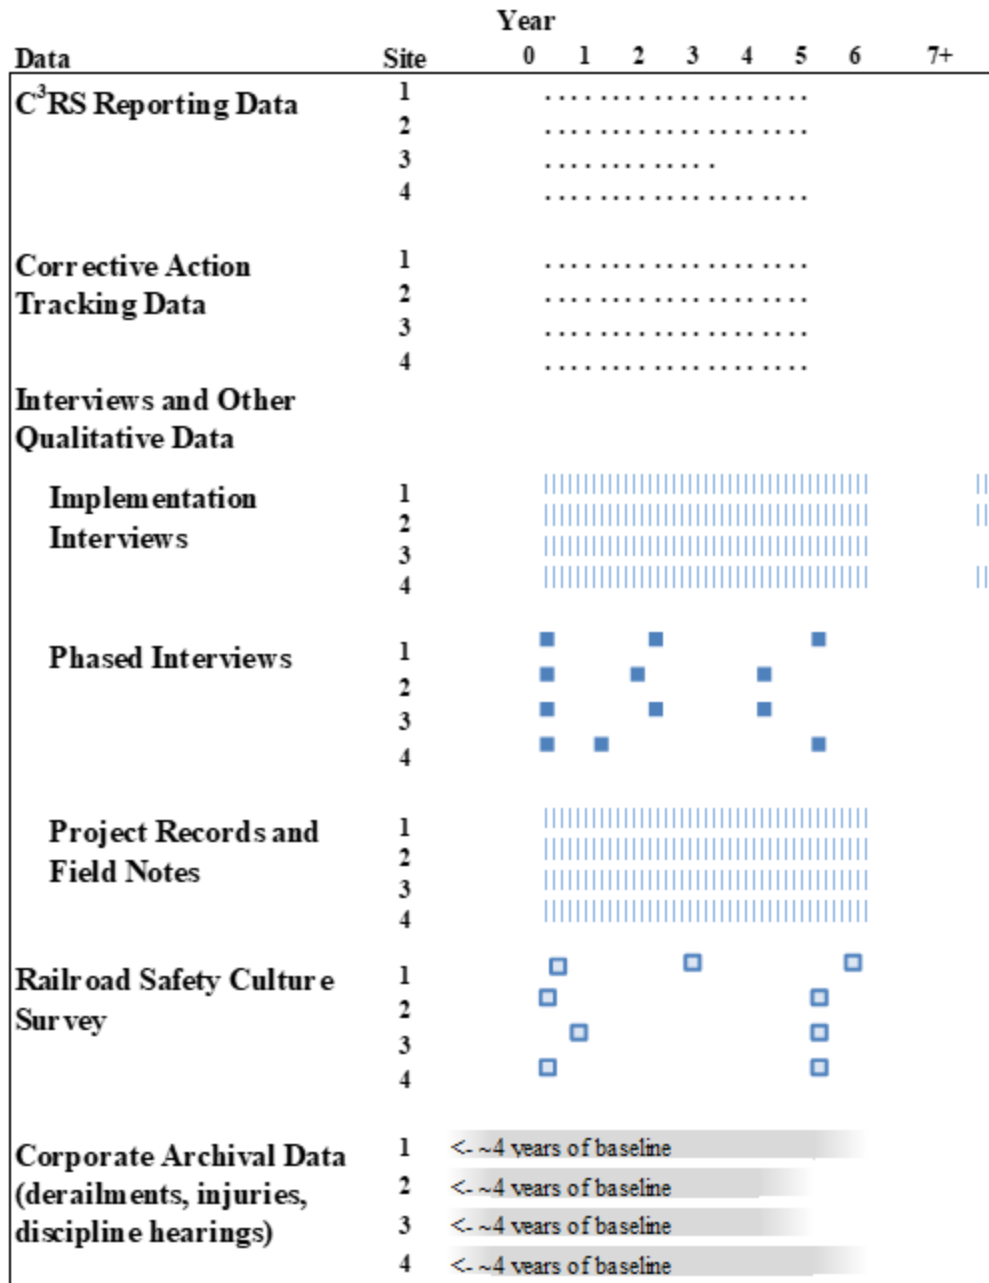 Year
Data Site 0 1 2 3 4 5 6 7+
C³RS Reporting Data 1
2
3
4
Corrective Action 1
Tracking Data 2
3
4
Interviews and Other
Qualitative Data
Implementation 1
Interviews 2
3
4
Phased Interviews 1
2
3
4
Project Records and 1
Field Notes 2
3
4
Railroad Safety Culture 1
Survey 2
3
4
Corporate Archival Data 1 <- ~4 years of baseline
(derailments, injuries, 2 <- ~4 years of baseline
discipline hearings) 3 <- ~4 years of baseline
4 <- ~4 years of baseline